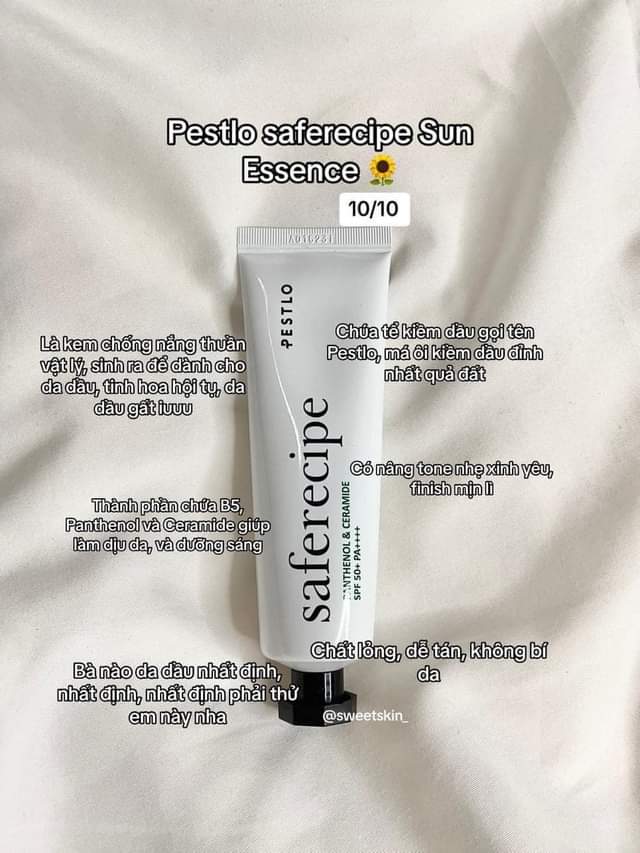 Pestlo saferecipe Sun
Essence 🌻
10/10
PESTLO
Là kem chống nắng thuần
vật lý, sinh ra để dành cho
da dầu, tinh hoa hội tụ, da
dầu gất iuuu
Chúa tể kiềm dầu gọi tên
Pestlo, má ôi kiềm dầu đỉnh
nhất quả đất
saferecipe
Có nâng tone nhẹ xinh yêu,
finish mịn lì
PANTHENOL & CERAMIDE
SPF 50+ PA++++
Thành phần chứa B5,
Panthenol và Ceramide giúp
làm dịu da, và dưỡng sáng
Chất lỏng, dễ tán, không bí
da
Bà nào da dầu nhất định,
nhất định, nhất định phải thử
em này nha
@sweetskin_